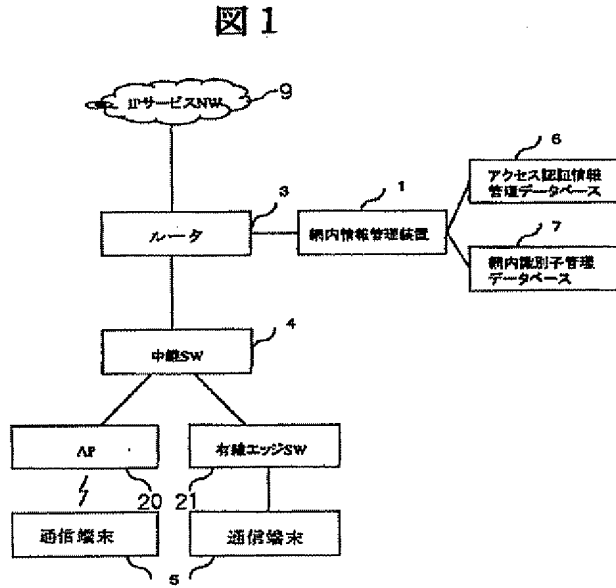 図1
IPサービスNW
9
6
アクセス認証情報
管理データベース
3
1
ルータ
網内情報管理装置
7
網内識別子管理
データベース
4
中継SW
AP
有線エッジSW
20
21
通信端末
通信端末
5